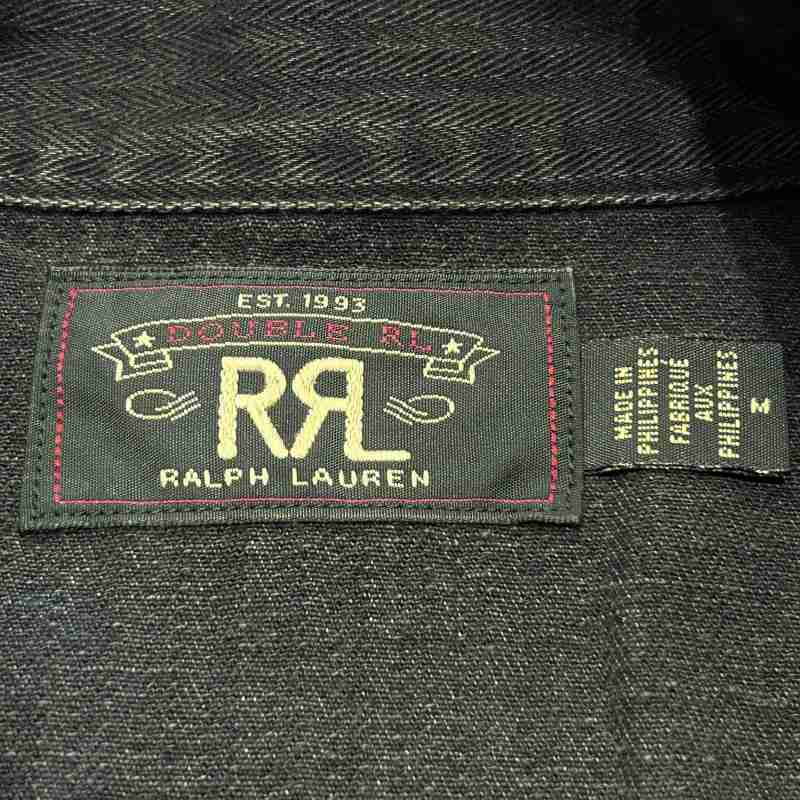 EST. 1993
DOUBLE RL
RRL
RALPH LAUREN
MADE IN
PHILIPPINES
FABRIQUÉ
AUX
PHILIPPINES
M